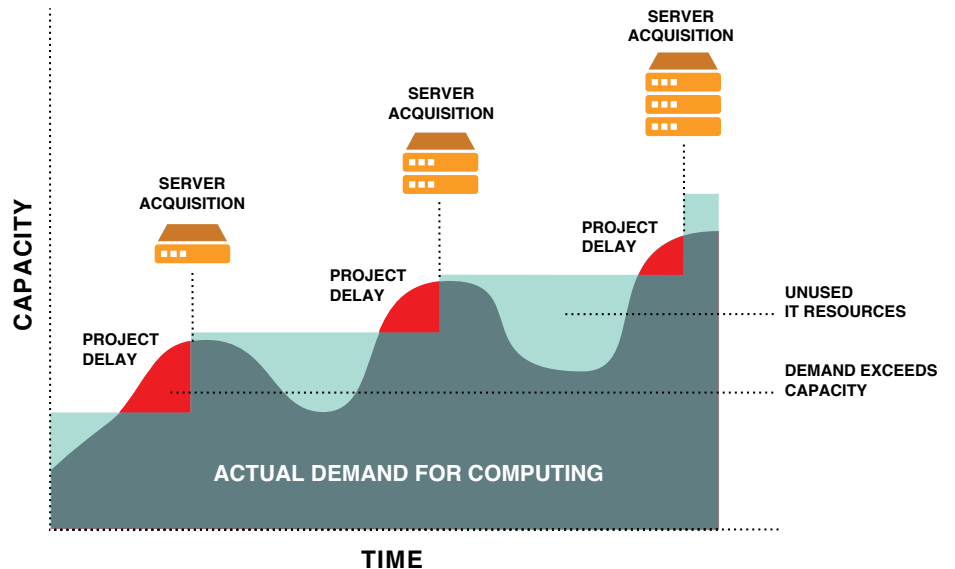 SERVER
ACQUISITION
SERVER
ACQUISITION
SERVER
ACQUISITION
PROJECT
DELAY
PROJECT
DELAY
PROJECT
DELAY
CAPACITY
UNUSED
IT RESOURCES
DEMAND EXCEEDS
CAPACITY
ACTUAL DEMAND FOR COMPUTING
TIME